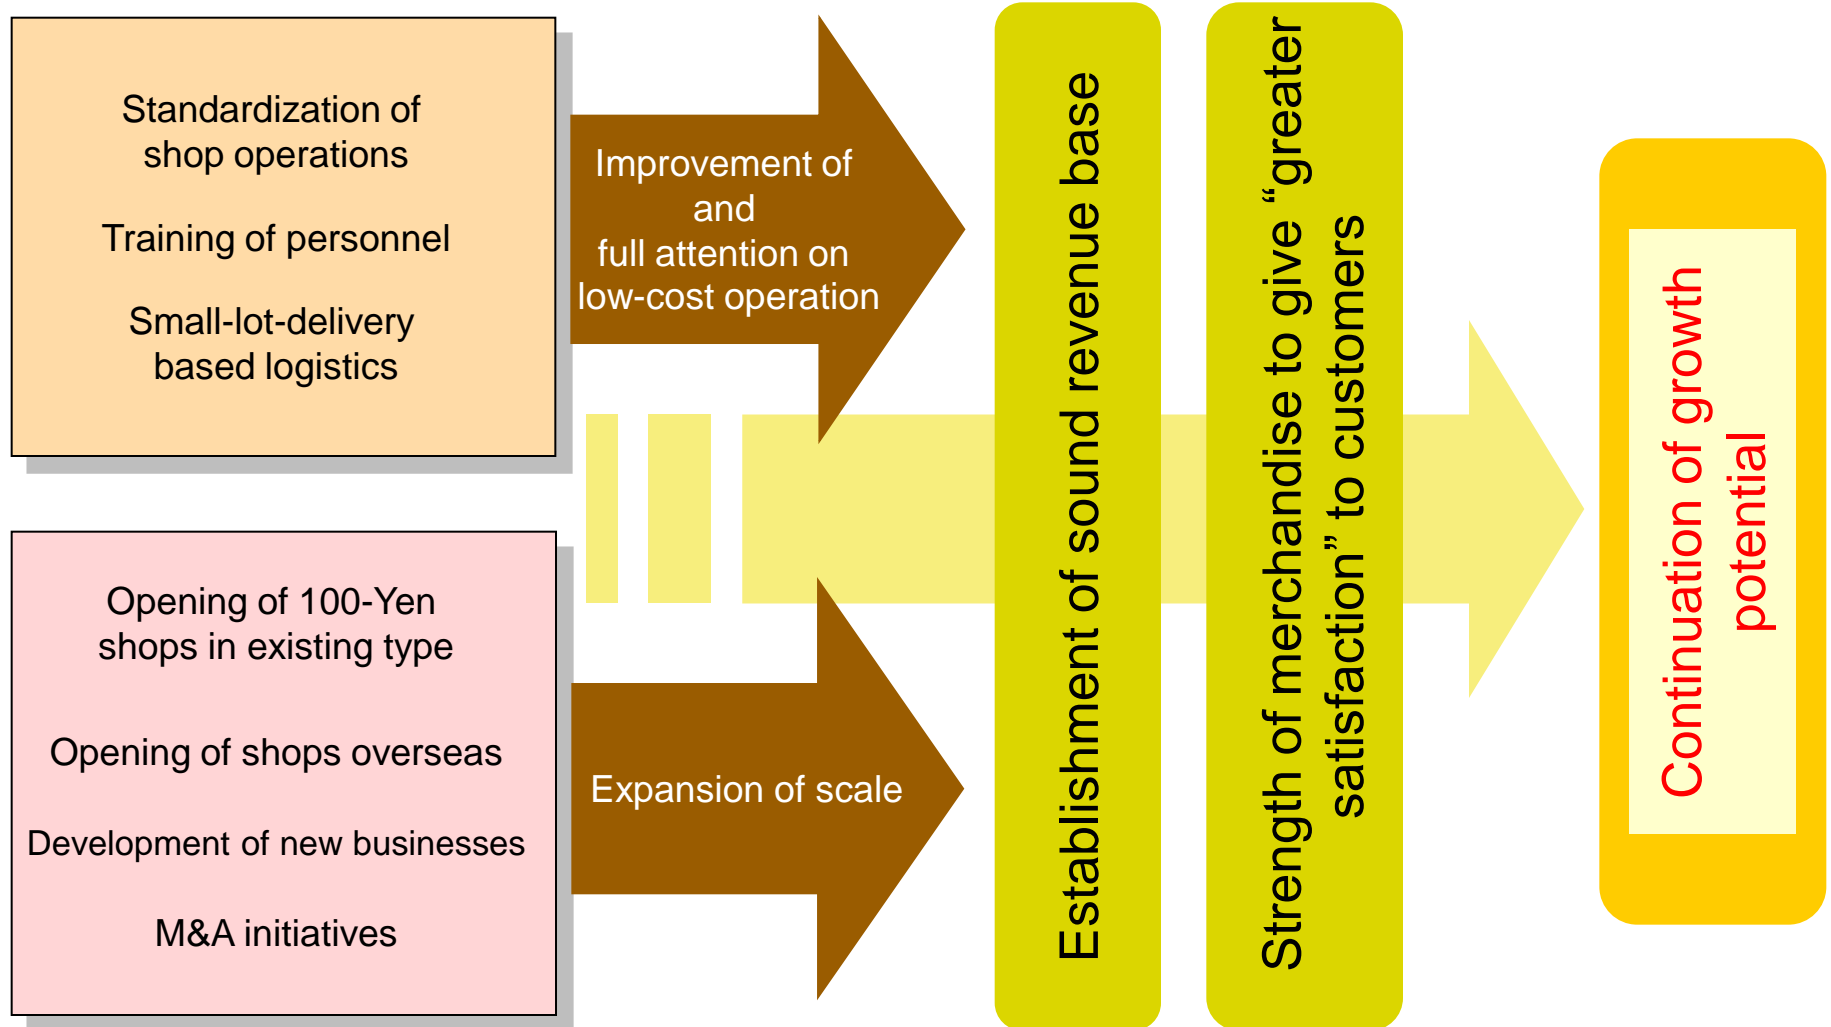 Standardization of
shop operations
Training of personnel
Small-lot-delivery
based logistics
Improvement of
and
full attention on
low-cost operation
Opening of 100-Yen
shops in existing type
Opening of shops overseas
Development of new businesses
M&A initiatives
Expansion of scale
Establishment of sound revenue base
Strength of merchandise to give ”greater
satisfaction” to customers
Continuation of growth
potential